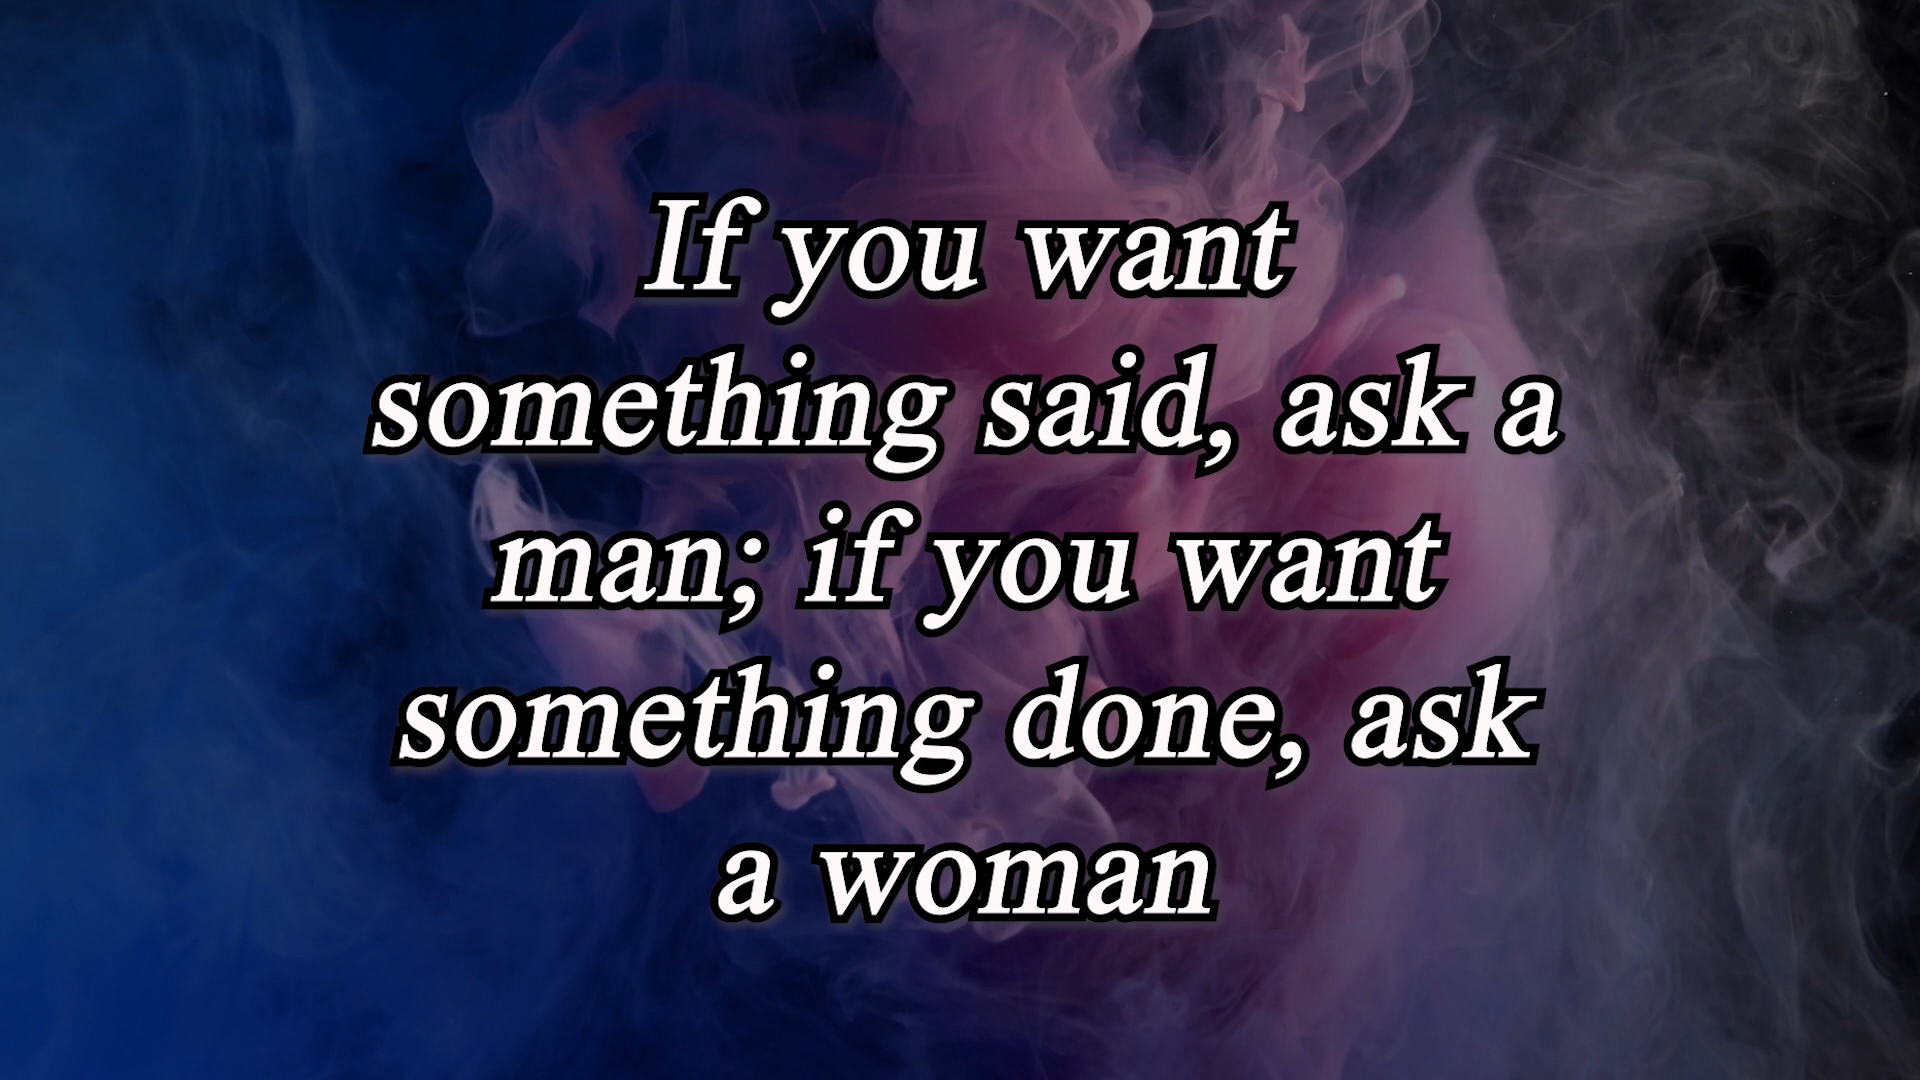 If you want
something said, ask a
man; if you want
something done, ask
a woman